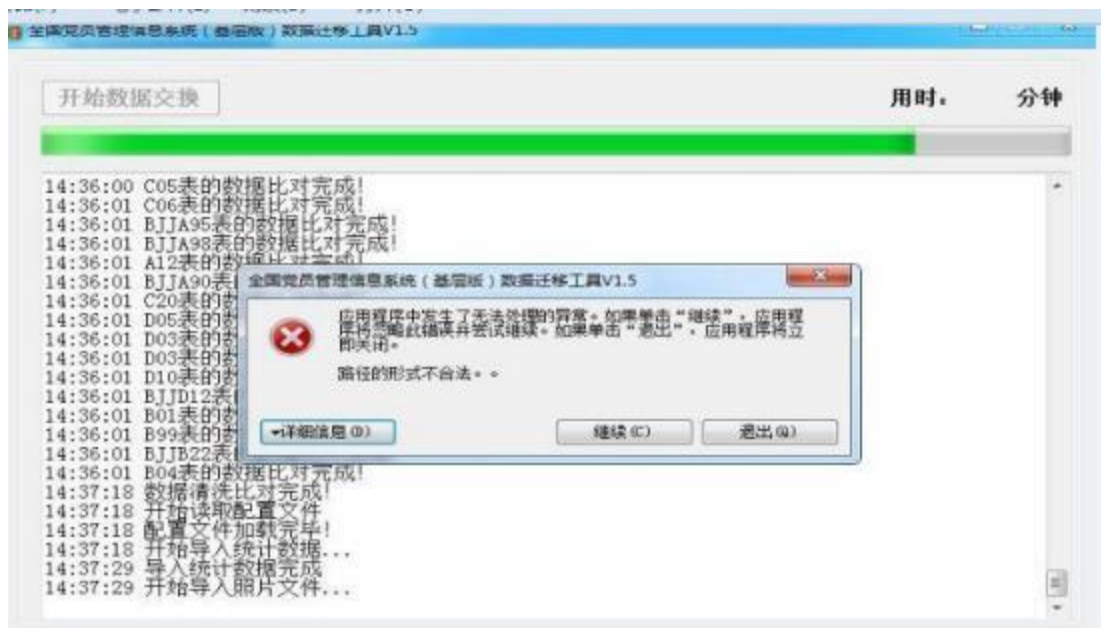 全国党员管理信息系统（基层版）数据迁移工具V1.5
开始数据交换
用时：
分钟
14:36:00 C05表的数据比对完成!
14:36:01 C06表的数据比对完成!
14:36:01 BJJA95表的数据比对完成!
14:36:01 BJJA98表的数据比对完成!
14:36:01 A12表的数据比对完成!
14:36:01 BJJA90表
14:36:01 C20表的数
14:36:01 D05表的数
14:36:01 D03表的数
14:36:01 D03表的数
14:36:01 D10表的数
14:36:01 BJJD12表
14:36:01 B01表的数
14:36:01 B99表的数
14:36:01 BJJB22表
14:36:01 B04表的数据比对完成!
14:37:18 数据清洗比对完成!
14:37:18 开始读取配置文件
14:37:18 配置文件加载完毕!
14:37:18 开始导入统计数据...
14:37:29 导入统计数据完成
14:37:29 开始导入照片文件...
全国党员管理信息系统（基层版）数据迁移工具V1.5
应用程序中发生了无法处理的异常。如果单击“继续”，应用程
序将忽略此错误并尝试继续。如果单击“退出”，应用程序将立
即关闭。
路径的形式不合法。。
详细信息(D)
继续(C)
退出(Q)